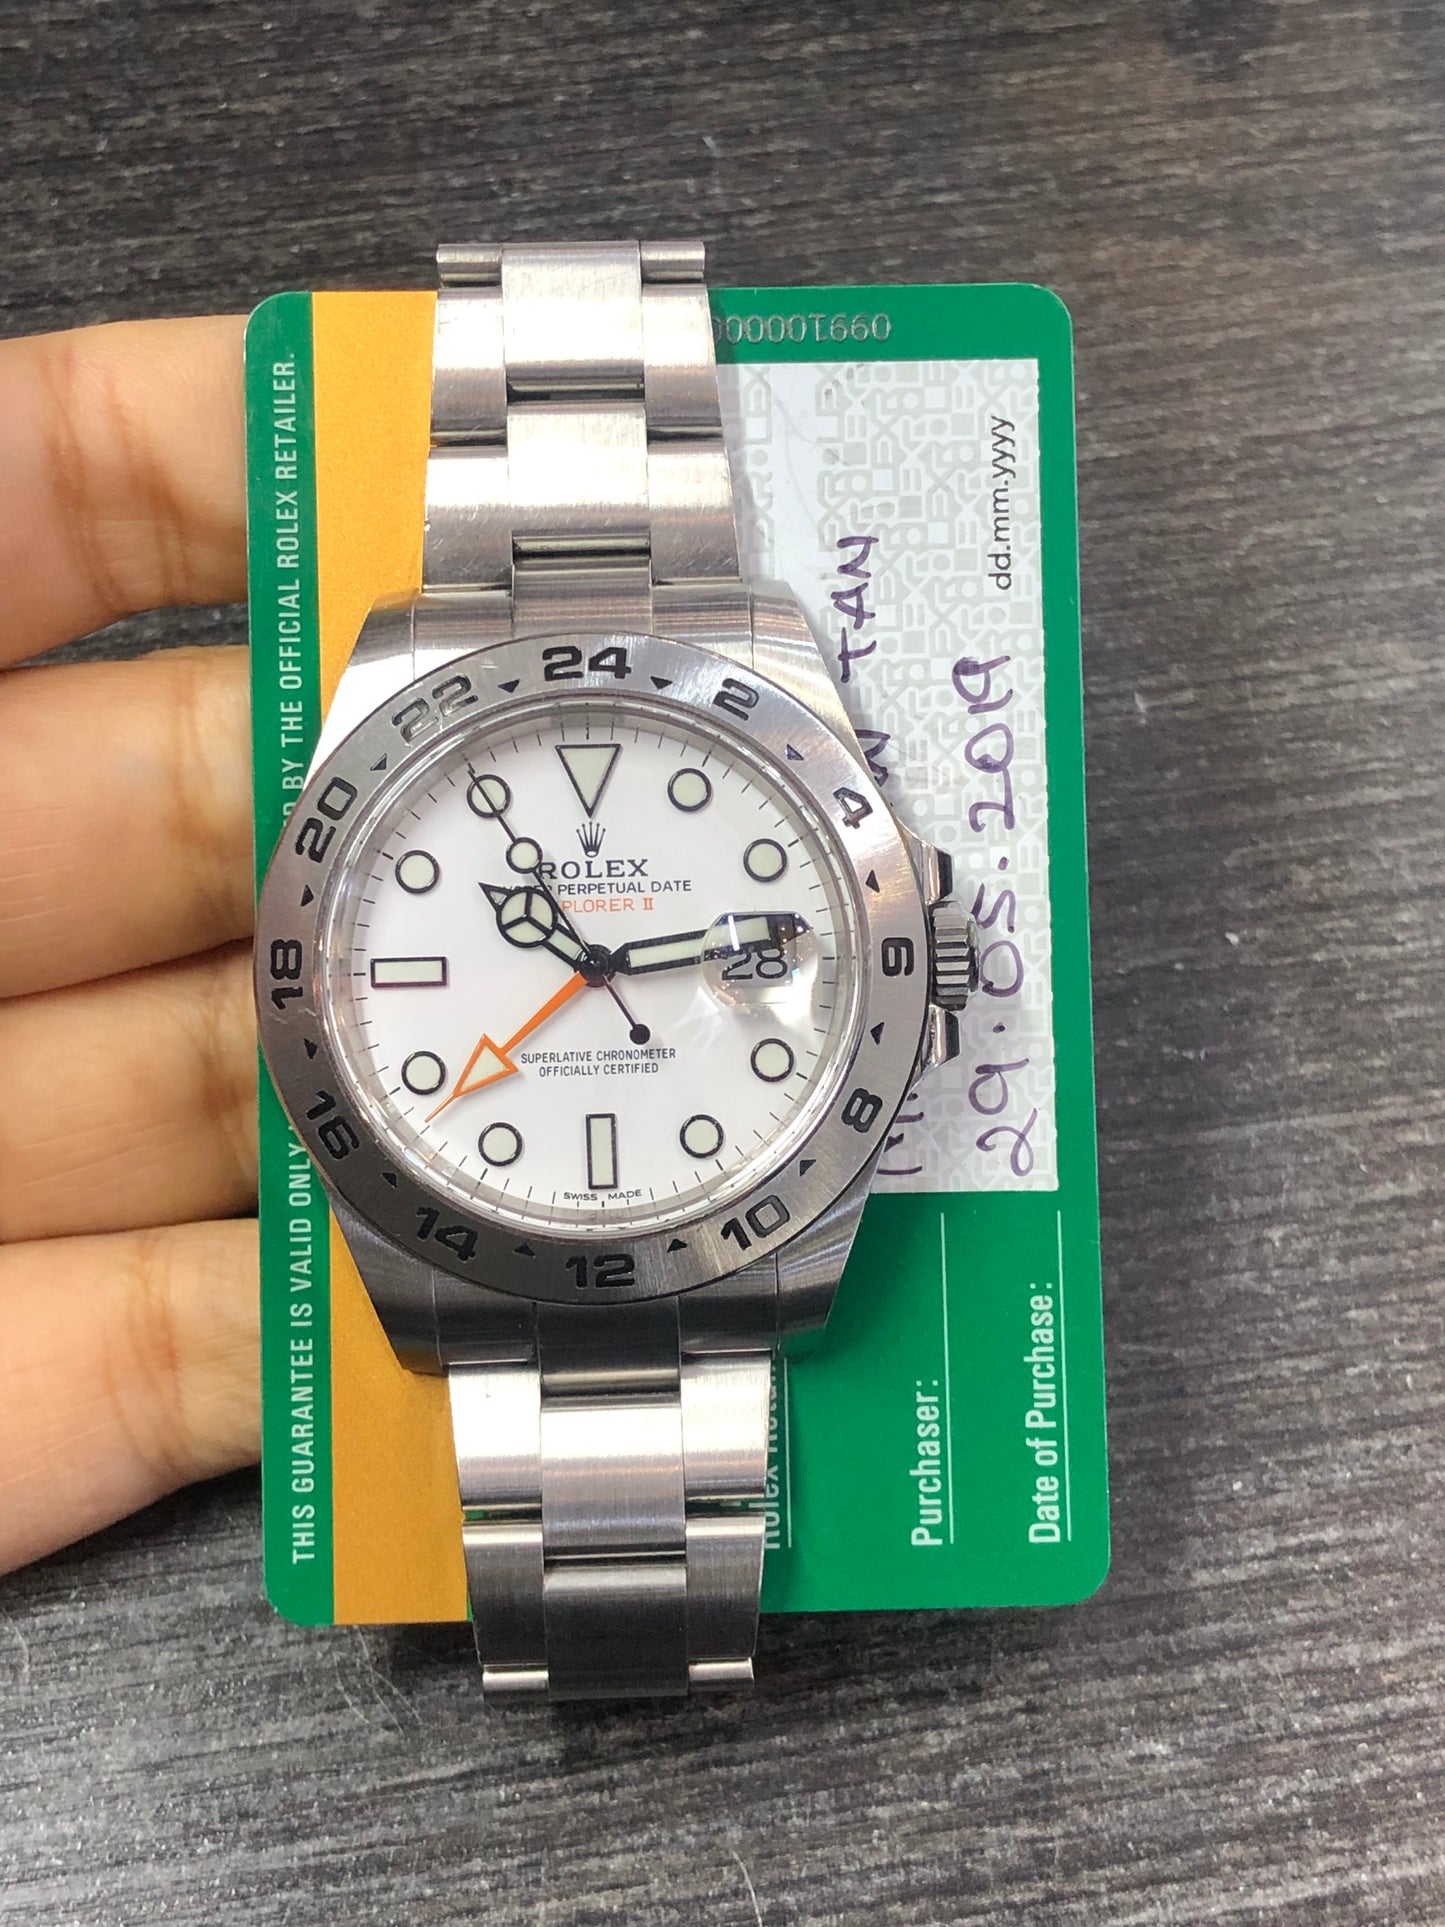 24
2
4
6
8
10
12
14
16
18
20
22
ROLEX
PERPETUAL DATE
PLORER II
28
SUPERLATIVE CHRONOMETER
OFFICIALLY CERTIFIED
SWISS MADE
THIS GUARANTEE IS VALID ONLY
BY THE OFFICIAL ROLEX RETAILER.
TAN
29.05.2019
dd.mm.yyyy
Purchaser:
Date of Purchase: